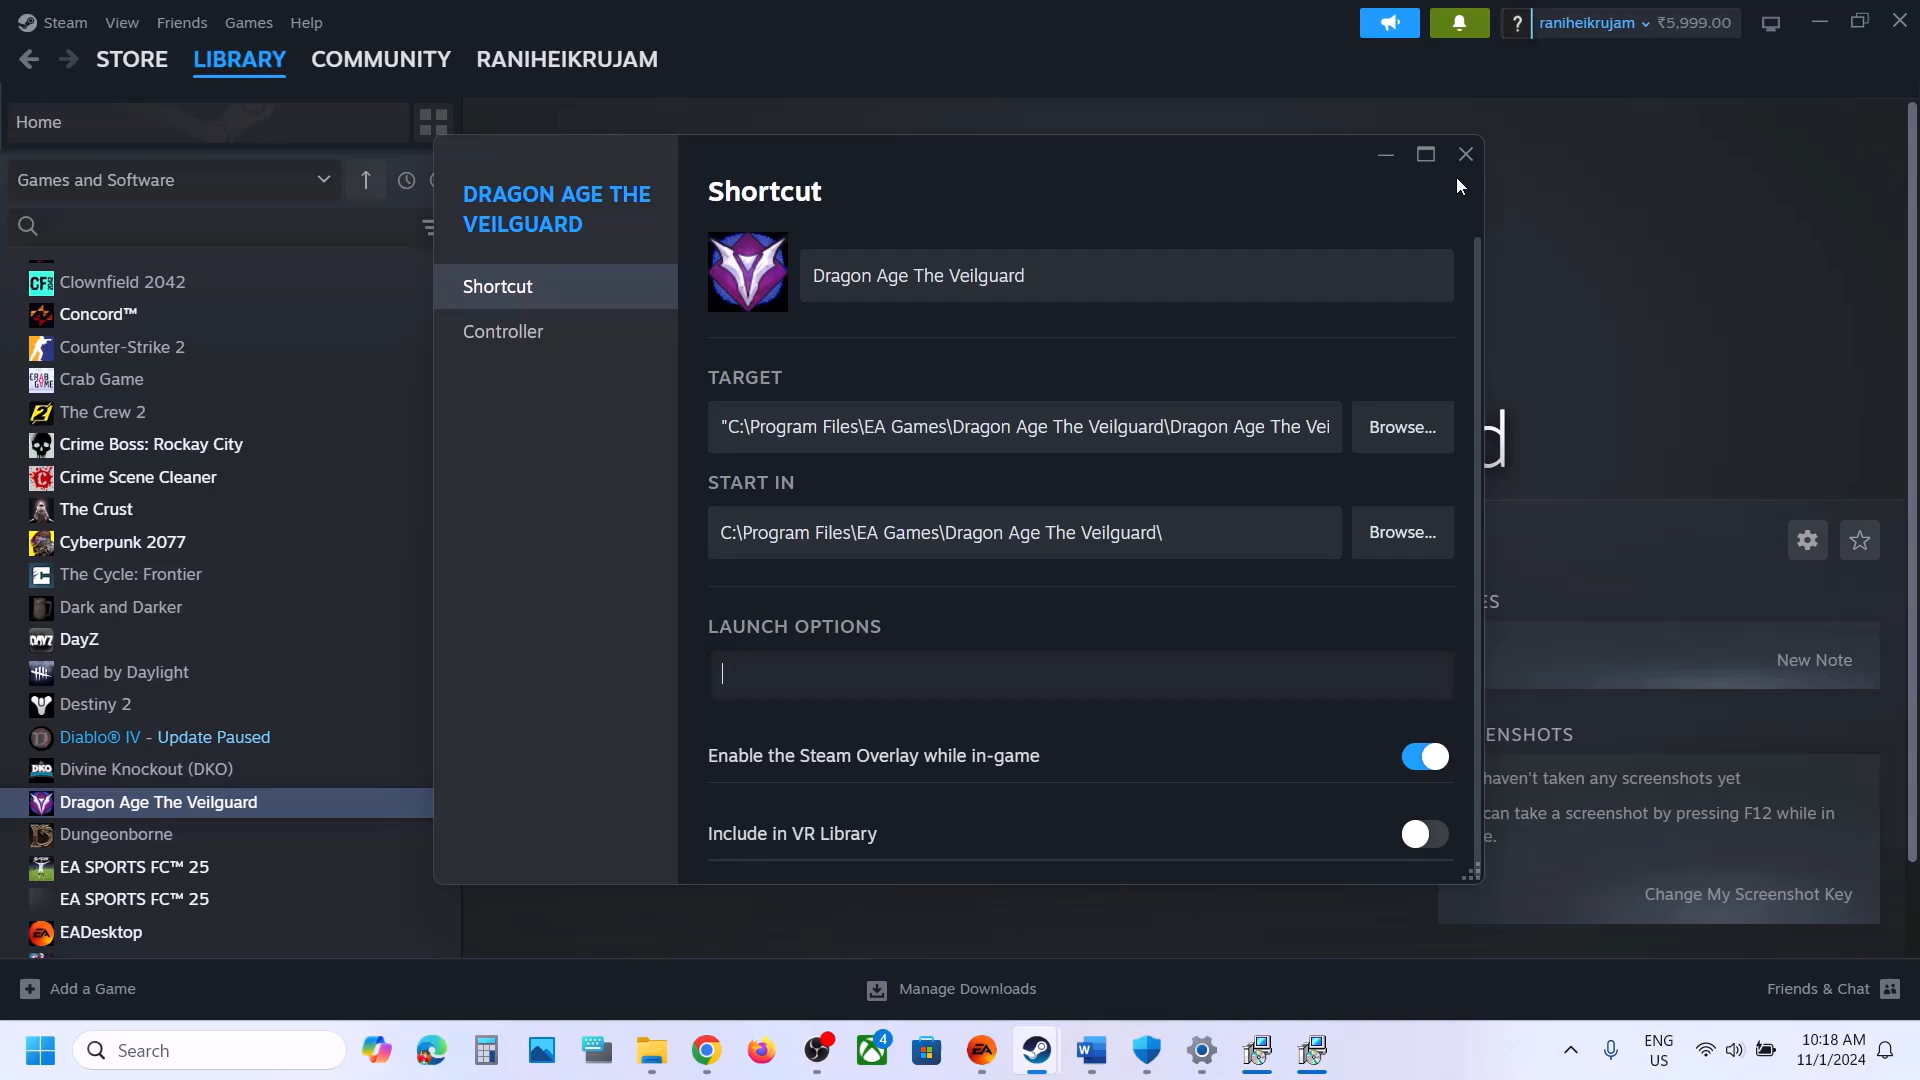 Steam View Friends Games Help
? raniheikrujam ₹5,999.00
STORE LIBRARY COMMUNITY RANIHEIKRUJAM
Home
Games and Software
Clownfield 2042
Concord™
Counter-Strike 2
Crab Game
The Crew 2
Crime Boss: Rockay City
Crime Scene Cleaner
The Crust
Cyberpunk 2077
The Cycle: Frontier
Dark and Darker
DayZ
Dead by Daylight
Destiny 2
Diablo® IV - Update Paused
Divine Knockout (DKO)
Dragon Age The Veilguard
Dungeonborne
EA SPORTS FC™ 25
EA SPORTS FC™ 25
EADesktop
DRAGON AGE THE
VEILGUARD
Shortcut
Controller
Shortcut
Dragon Age The Veilguard
TARGET
"C:\Program Files\EA Games\Dragon Age The Veilguard\Dragon Age The Vei
Browse...
START IN
C:\Program Files\EA Games\Dragon Age The Veilguard\
Browse...
LAUNCH OPTIONS
Enable the Steam Overlay while in-game
Include in VR Library
d
ES
New Note
ENSHOTS
haven't taken any screenshots yet
can take a screenshot by pressing F12 while in
e.
Change My Screenshot Key
Add a Game
Manage Downloads
Friends & Chat
Search
4
ENG
US
10:18 AM
11/1/2024